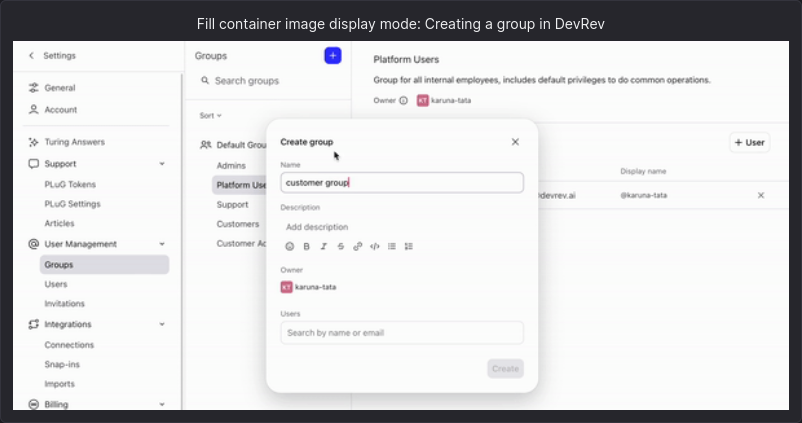 Fill container image display mode: Creating a group in DevRev
Settings
General
Account
Turing Answers
Support
PLuG Tokens
PLuG Settings
Articles
User Management
Groups
Users
Invitations
Integrations
Connections
Snap-ins
Imports
Billing
Groups
+
Search groups
Sort
Default Grou
Admins
Platform Use
Support
Customers
Customer Ad
Platform Users
Group for all internal employees, includes default privileges to do common operations.
Owner KT karuna-tata
+ User
Display name
@devrev.ai @karuna-tata
Create group
Name
customer group
Description
Add description
B I S </>
Owner
KT karuna-tata
Users
Search by name or email
Create